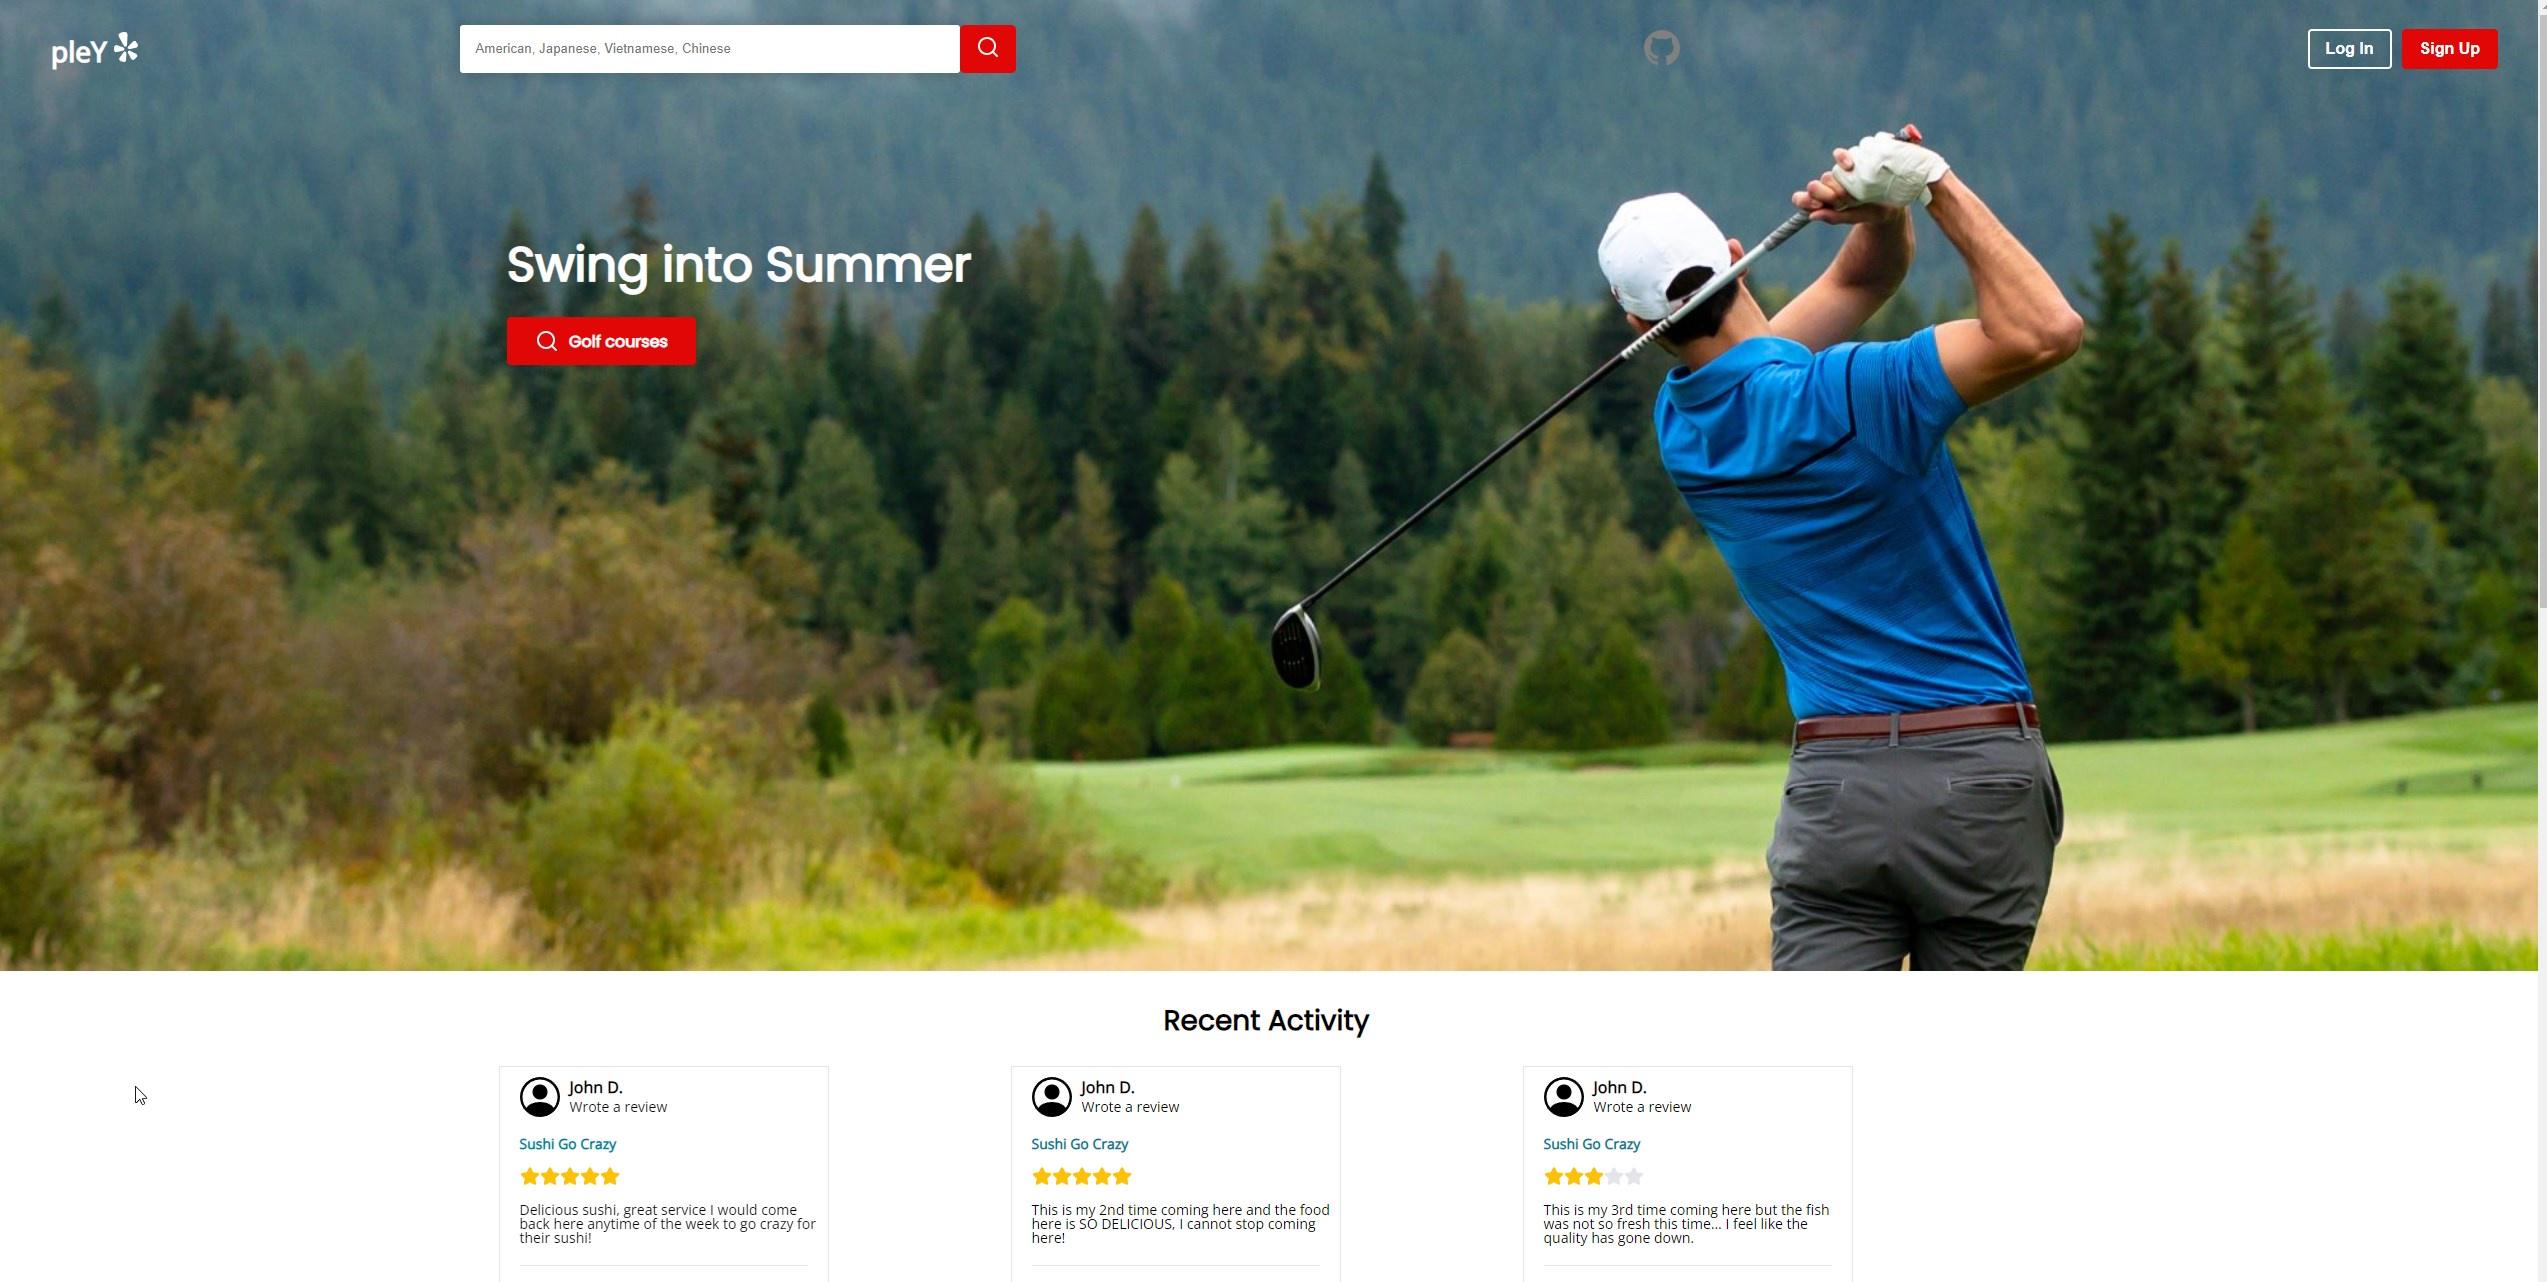 pleY
American, Japanese, Vietnamese, Chinese
Log In
Sign Up
Swing into Summer
Golf courses
Recent Activity
John D.
Wrote a review
Sushi Go Crazy
Delicious sushi, great service I would come
back here anytime of the week to go crazy for
their sushi!
John D.
Wrote a review
Sushi Go Crazy
This is my 2nd time coming here and the food
here is SO DELICIOUS, I cannot stop coming
here!
John D.
Wrote a review
Sushi Go Crazy
This is my 3rd time coming here but the fish
was not so fresh this time... I feel like the
quality has gone down.